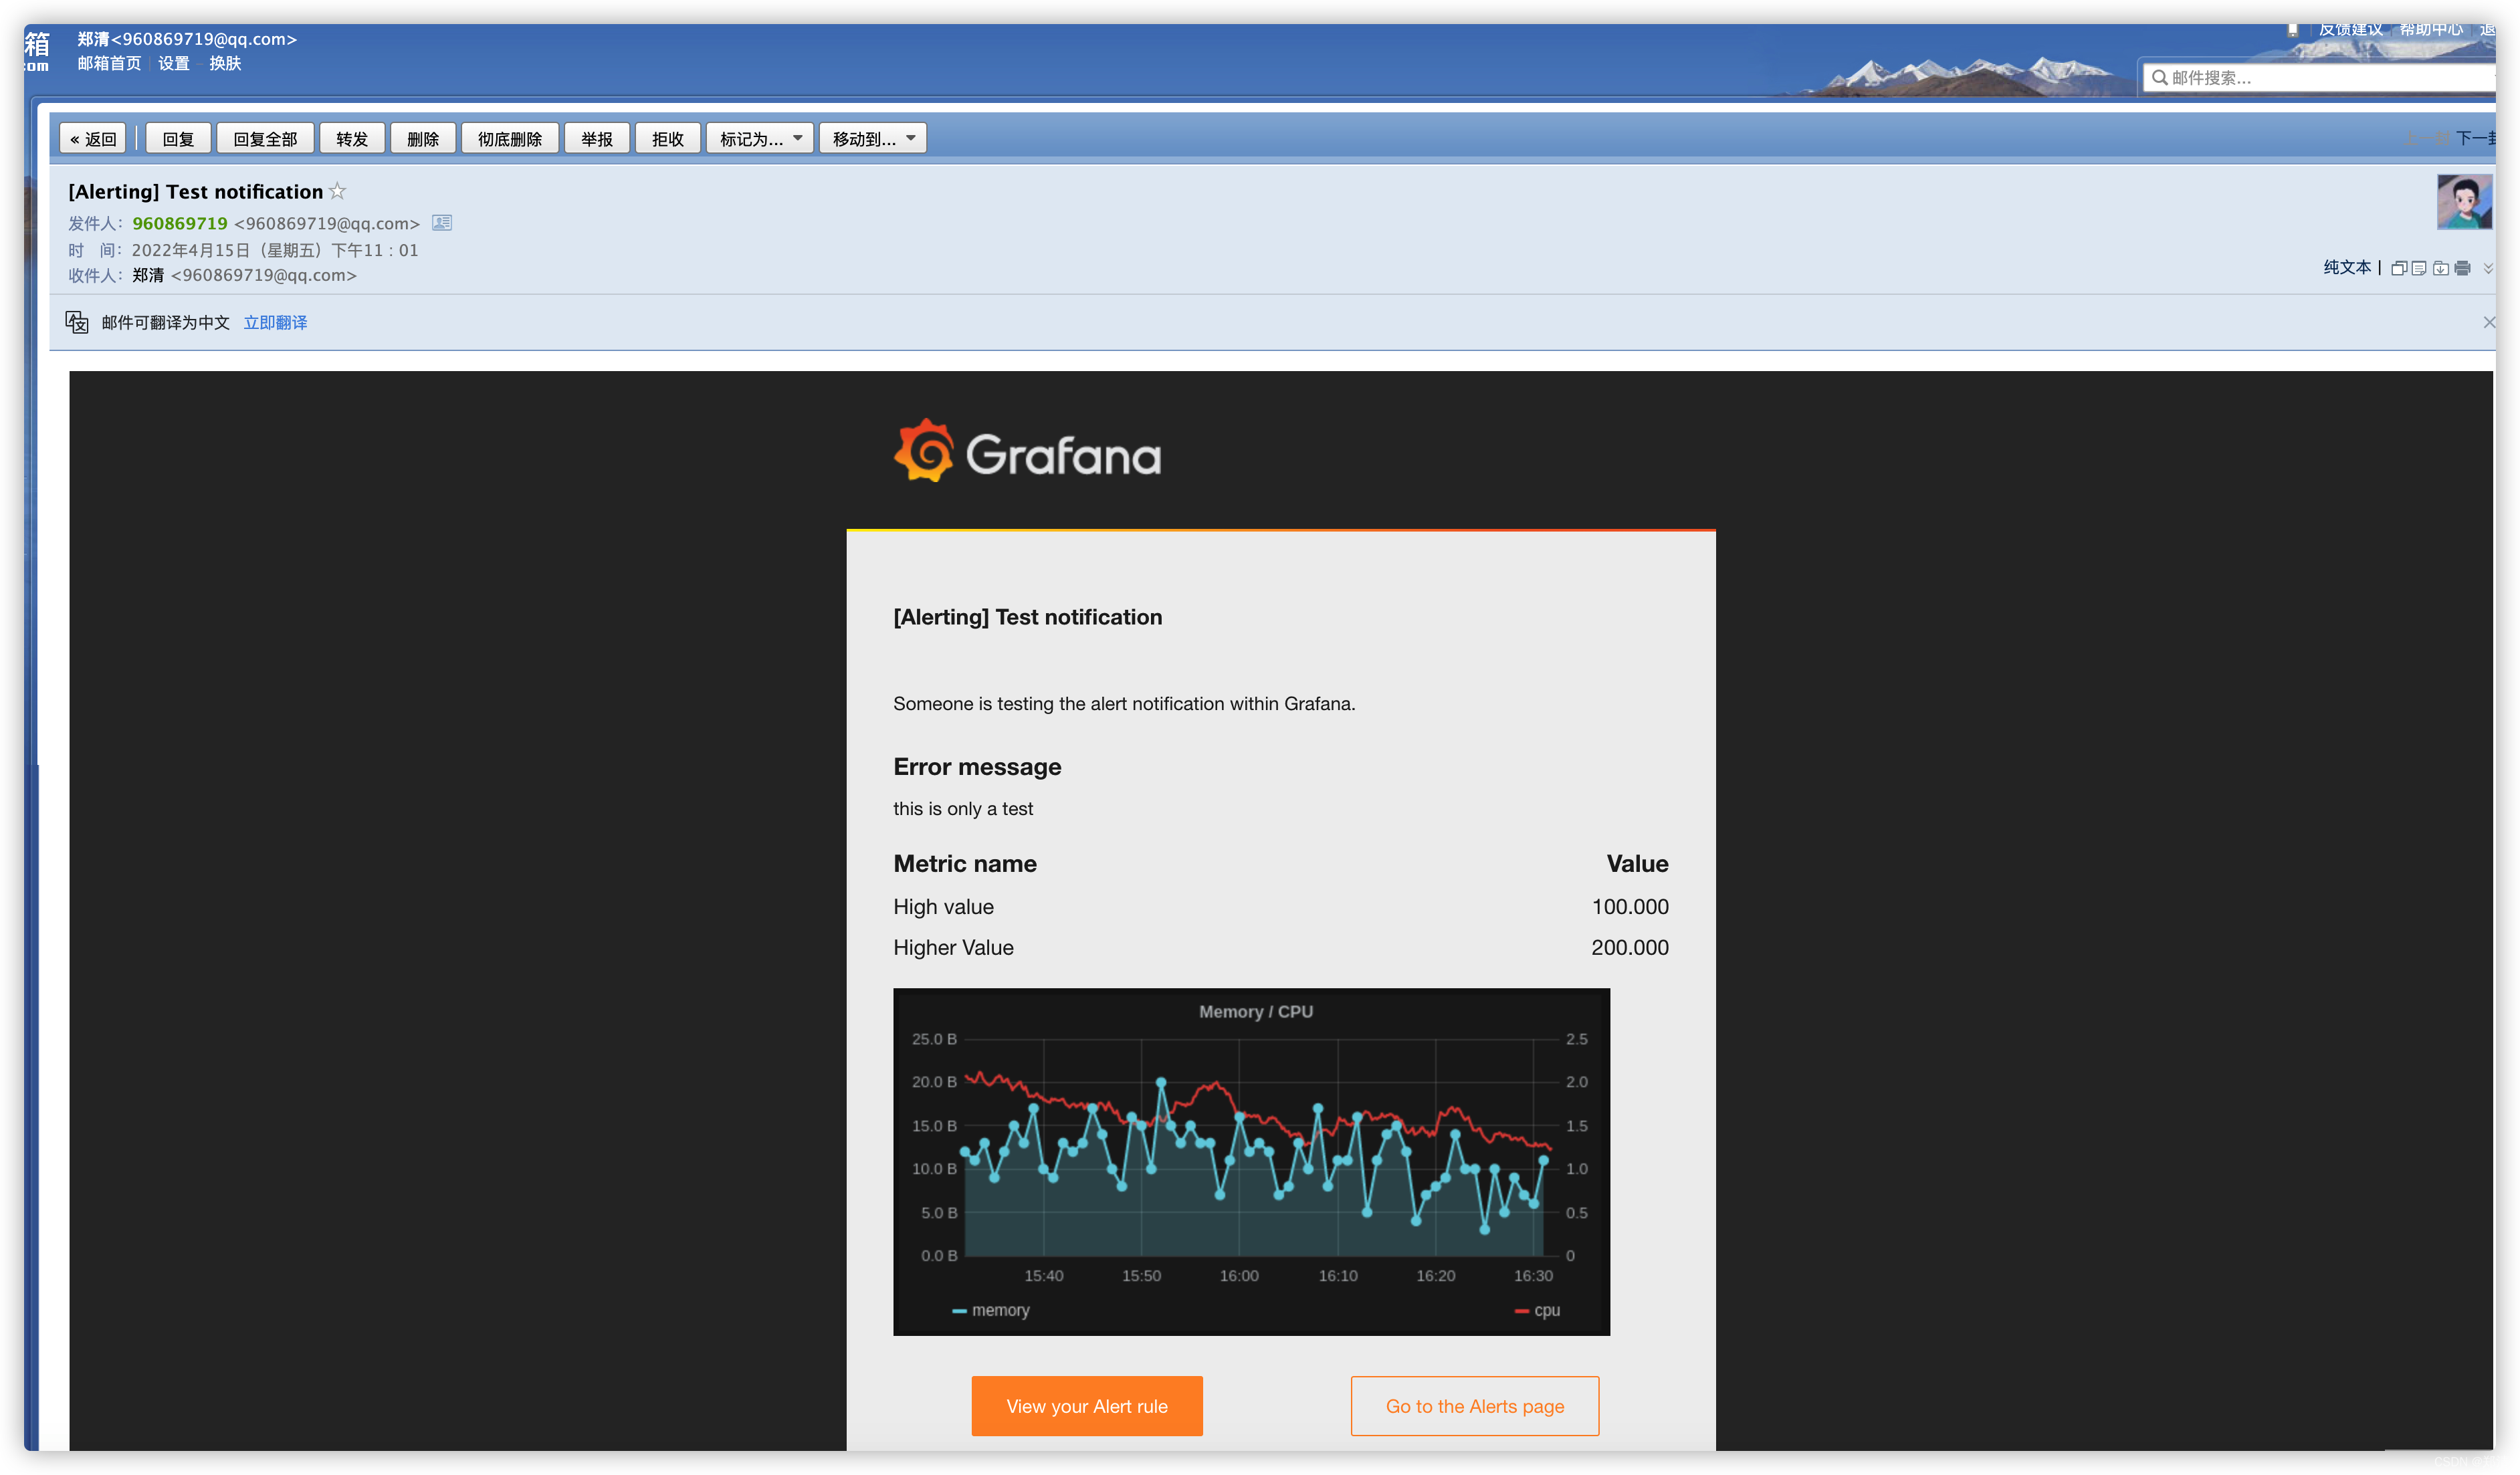 箱 郑清<960869719@qq.com> 反馈建议 帮助中心
邮箱首页 设置 - 换肤
邮件搜索...
« 返回 回复 回复全部 转发 删除 彻底删除 举报 拒收 标记为... 移动到...
[Alerting] Test notification
发件人： 960869719 <960869719@qq.com>
时 间： 2022年4月15日（星期五）下午11：01
收件人： 郑清 <960869719@qq.com>
纯文本 |
邮件可翻译为中文 立即翻译
Grafana
[Alerting] Test notification
Someone is testing the alert notification within Grafana.
Error message
this is only a test
Metric name Value
High value 100.000
Higher Value 200.000
Memory / CPU
25.0 B 2.5
20.0 B 2.0
15.0 B 1.5
10.0 B 1.0
5.0 B 0.5
0.0 B 0
15:40 15:50 16:00 16:10 16:20 16:30
memory cpu
View your Alert rule Go to the Alerts page